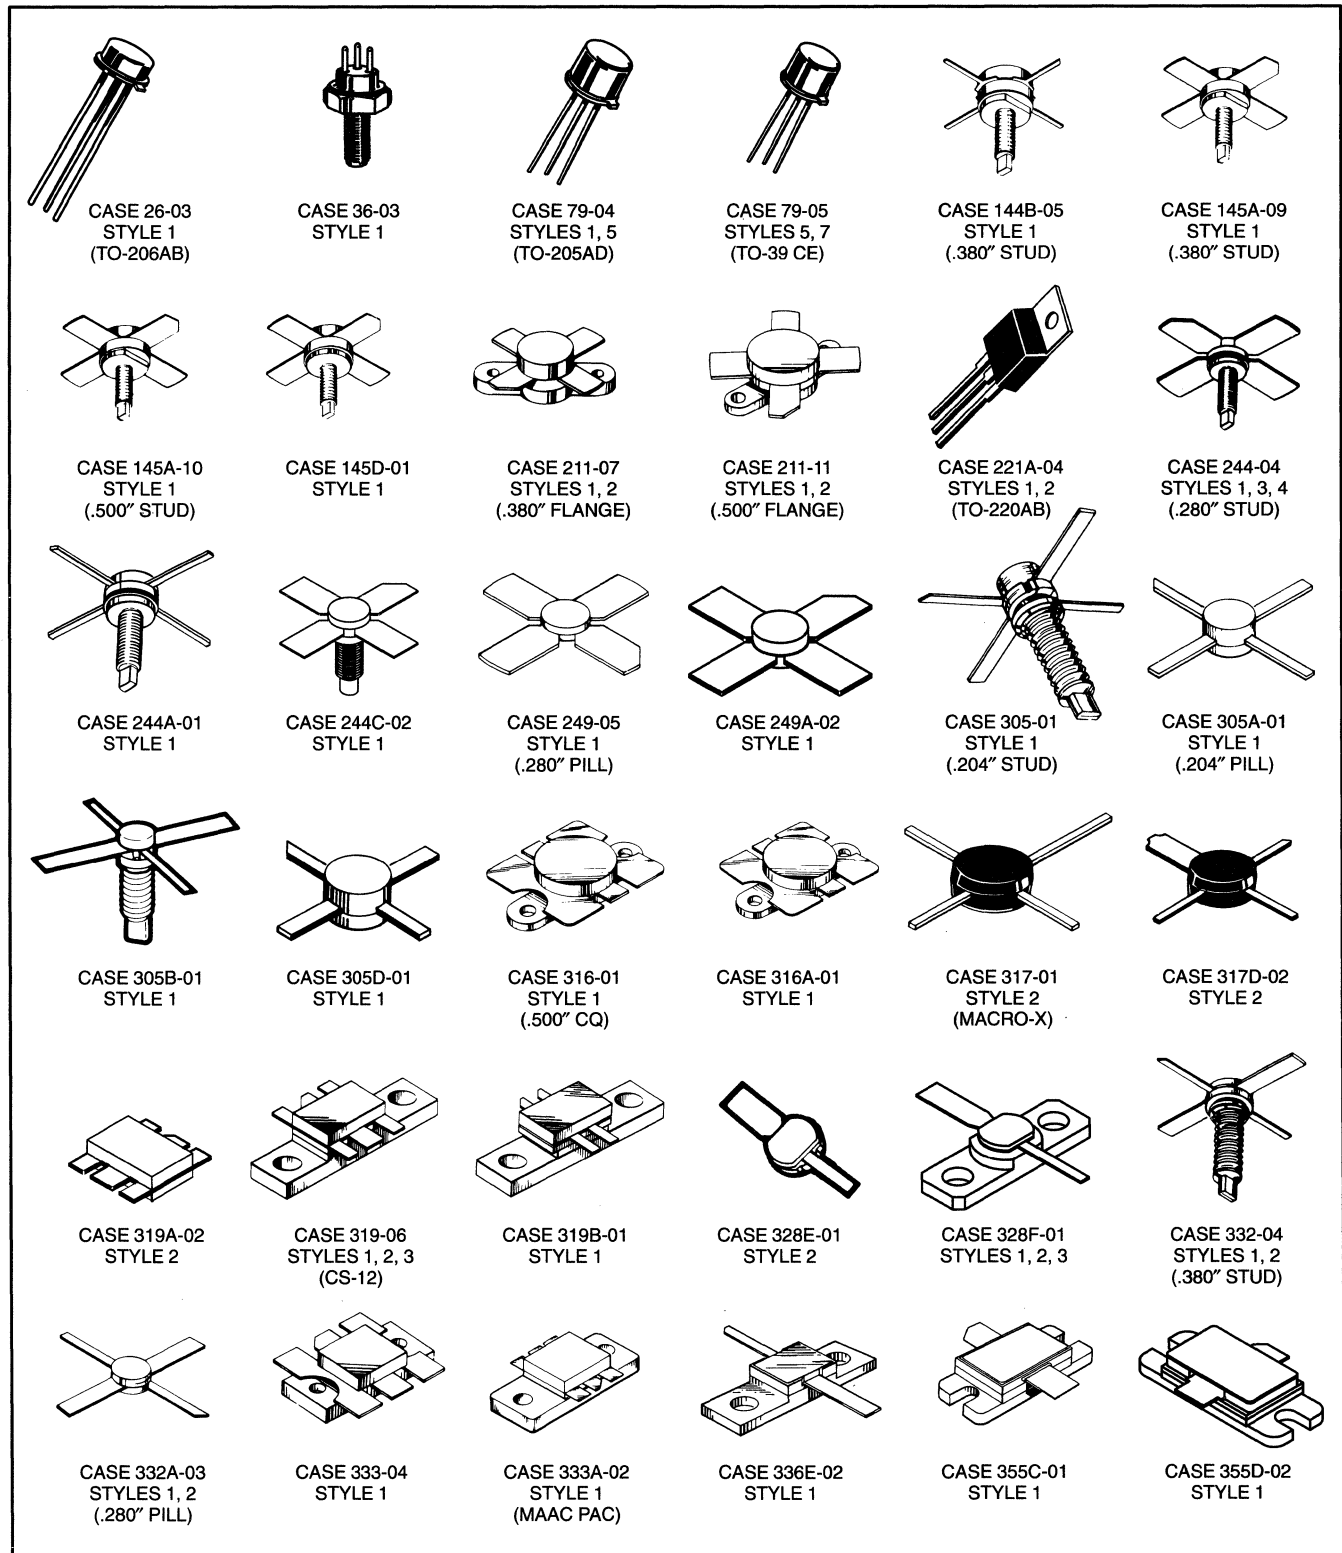 CASE 26-03
STYLE 1
(TO-206AB)
CASE 36-03
STYLE 1
CASE 79-04
STYLES 1, 5
(TO-205AD)
CASE 79-05
STYLES 5, 7
(TO-39 CE)
CASE 144B-05
STYLE 1
(.380″ STUD)
CASE 145A-09
STYLE 1
(.380″ STUD)
CASE 145A-10
STYLE 1
(.500″ STUD)
CASE 145D-01
STYLE 1
CASE 211-07
STYLES 1, 2
(.380″ FLANGE)
CASE 211-11
STYLES 1, 2
(.500″ FLANGE)
CASE 221A-04
STYLES 1, 2
(TO-220AB)
CASE 244-04
STYLES 1, 3, 4
(.280″ STUD)
CASE 244A-01
STYLE 1
CASE 244C-02
STYLE 1
CASE 249-05
STYLE 1
(.280″ PILL)
CASE 249A-02
STYLE 1
CASE 305-01
STYLE 1
(.204″ STUD)
CASE 305A-01
STYLE 1
(.204″ PILL)
CASE 305B-01
STYLE 1
CASE 305D-01
STYLE 1
CASE 316-01
STYLE 1
(.500″ CQ)
CASE 316A-01
STYLE 1
CASE 317-01
STYLE 2
(MACRO-X)
CASE 317D-02
STYLE 2
CASE 319A-02
STYLE 2
CASE 319-06
STYLES 1, 2, 3
(CS-12)
CASE 319B-01
STYLE 1
CASE 328E-01
STYLE 2
CASE 328F-01
STYLES 1, 2, 3
CASE 332-04
STYLES 1, 2
(.380″ STUD)
CASE 332A-03
STYLES 1, 2
(.280″ PILL)
CASE 333-04
STYLE 1
CASE 333A-02
STYLE 1
(MAAC PAC)
CASE 336E-02
STYLE 1
CASE 355C-01
STYLE 1
CASE 355D-02
STYLE 1